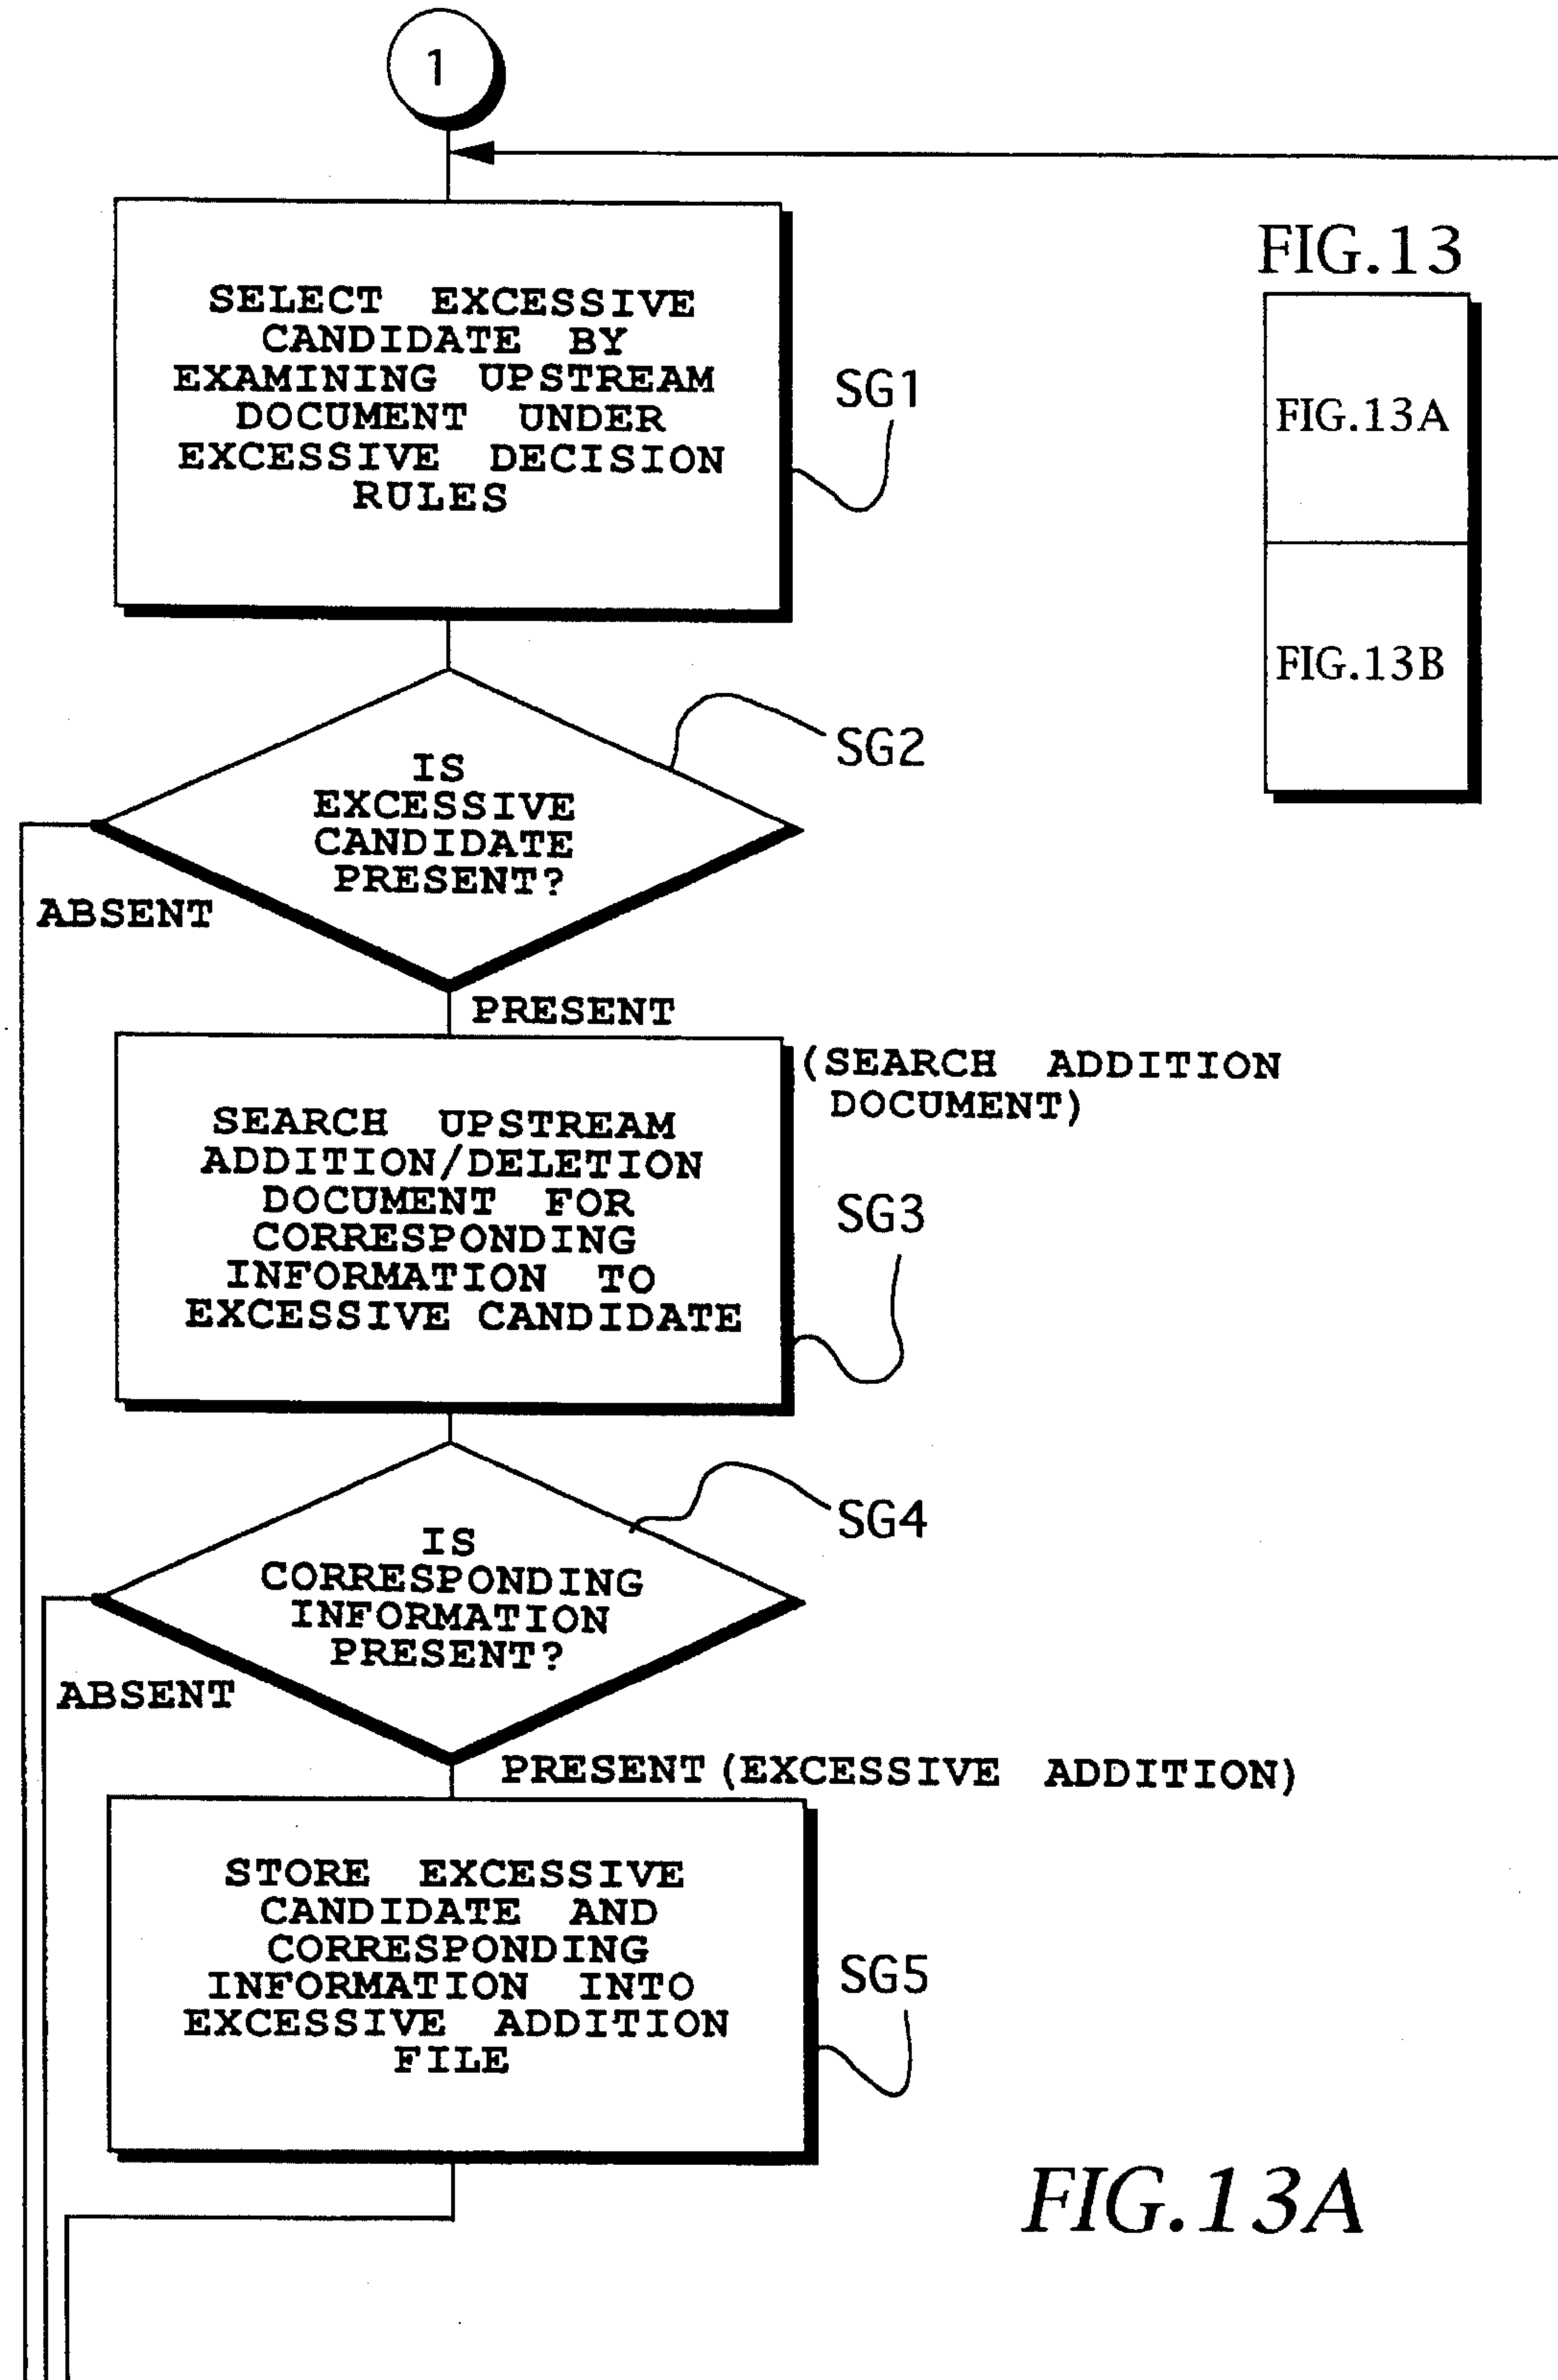 1
SELECT EXCESSIVE
CANDIDATE BY
EXAMINING UPSTREAM
DOCUMENT UNDER
EXCESSIVE DECISION
RULES
SG1
FIG.13
FIG.13A
FIG.13B
IS
EXCESSIVE
CANDIDATE
PRESENT?
SG2
ABSENT
PRESENT
(SEARCH ADDITION
DOCUMENT)
SEARCH UPSTREAM
ADDITION/DELETION
DOCUMENT FOR
CORRESPONDING
INFORMATION TO
EXCESSIVE CANDIDATE
SG3
IS
CORRESPONDING
INFORMATION
PRESENT?
SG4
ABSENT
PRESENT (EXCESSIVE ADDITION)
STORE EXCESSIVE
CANDIDATE AND
CORRESPONDING
INFORMATION INTO
EXCESSIVE ADDITION
FILE
SG5
FIG.13A